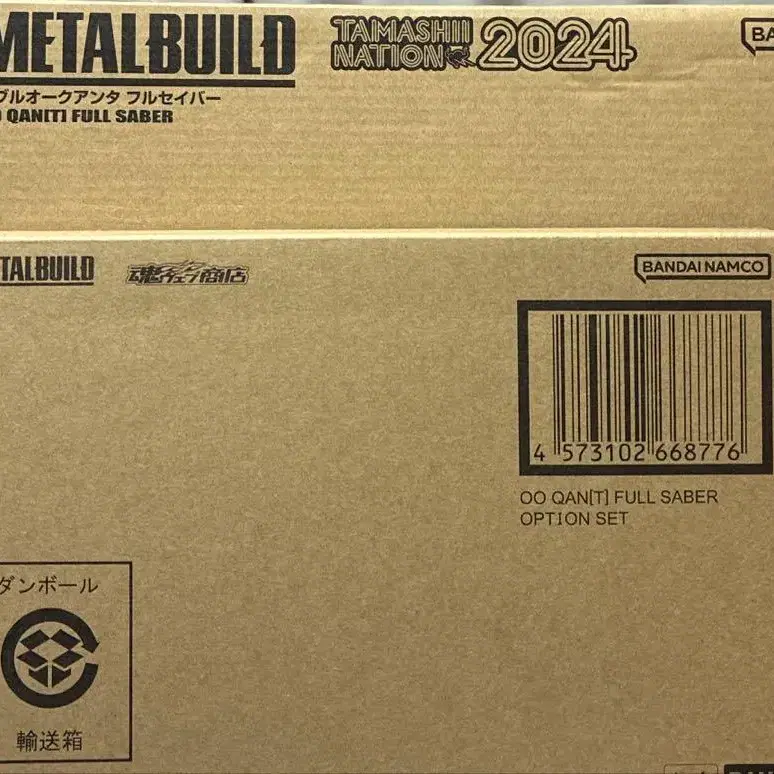 METALBUILD
TAMASHII
NATION 2024
BA
ブルオークアンタ フルセイバー
OO QAN[T] FULL SABER
TALBUILD
魂ウェブ商店
BANDAI NAMCO
4 573102 668776
OO QAN[T] FULL SABER
OPTION SET
ダンボール
輸送箱